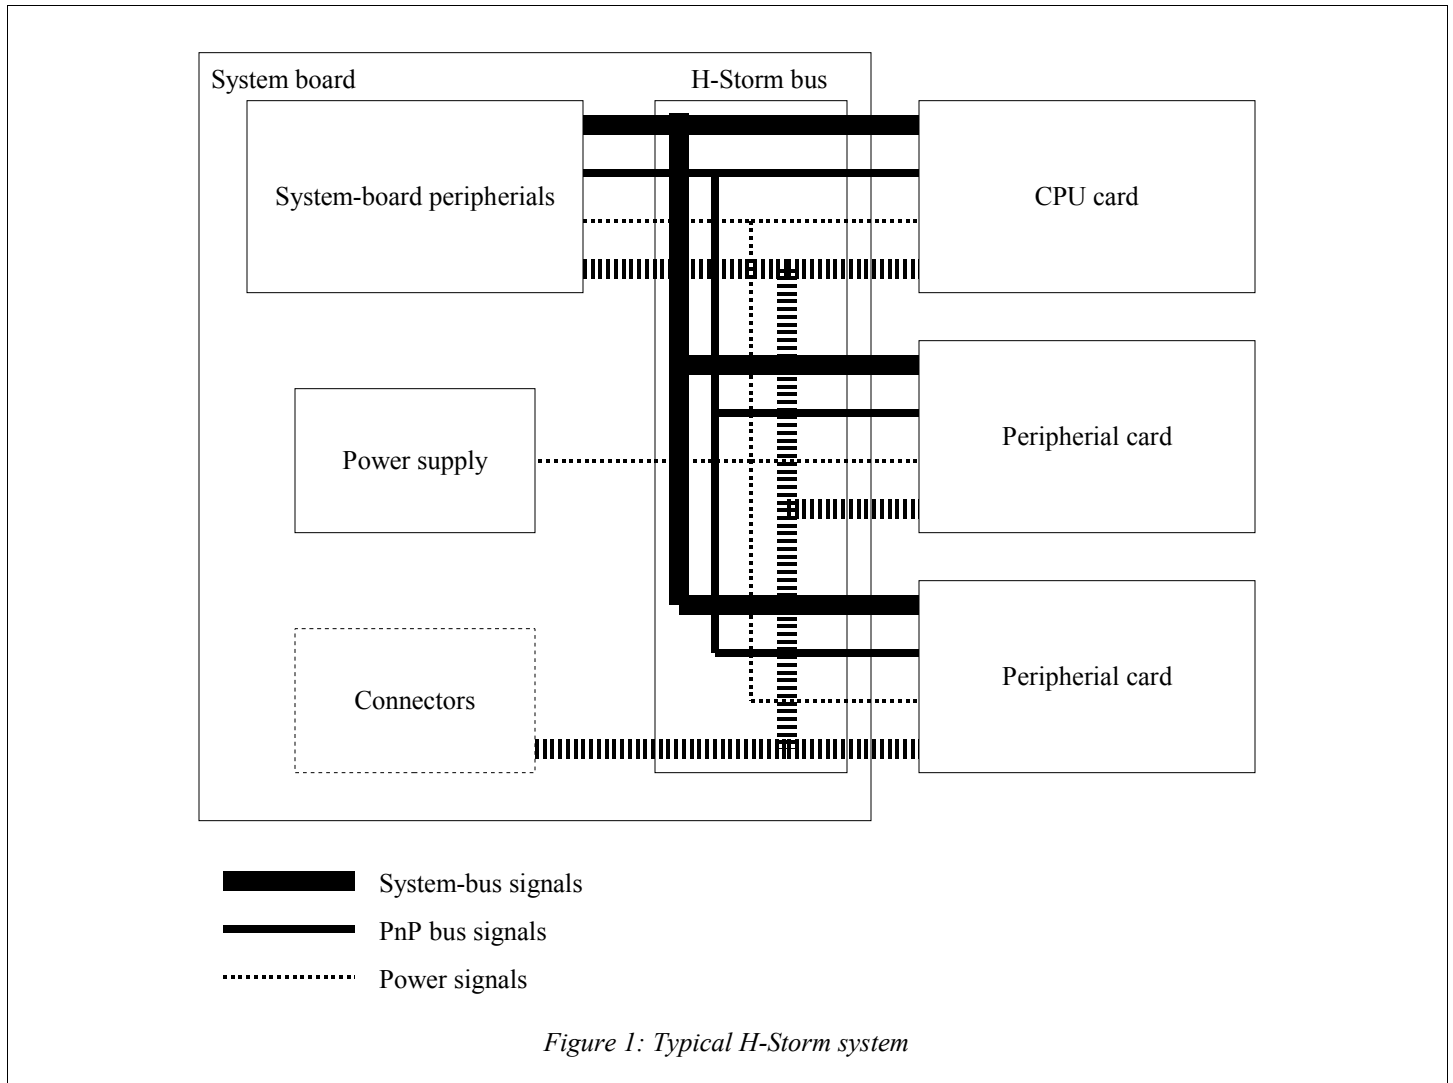 System board
H-Storm bus
System-board peripherials
CPU card
Power supply
Peripherial card
Connectors
Peripherial card
System-bus signals
PnP bus signals
Power signals
Figure 1: Typical H-Storm system